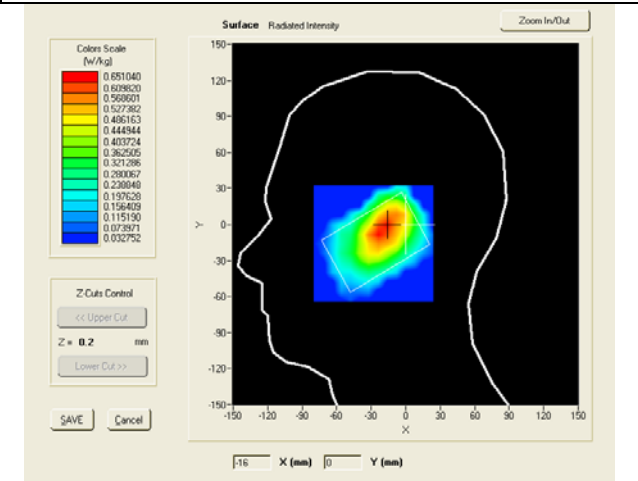 Surface Radiated Intensity
Zoom In/Out
Colors Scale
(W/kg)
0.651040
0.609820
0.568601
0.527382
0.486163
0.444944
0.403724
0.362505
0.321286
0.280067
0.238848
0.197628
0.156409
0.115190
0.073971
0.032752
150
120
90
60
30
0
-30
-60
-90
-120
-150
Y
-150 -120 -90 -60 -30 0 30 60 90 120 150
X
Z-Cuts Control
<< Upper Cut
Z = 0.2 mm
Lower Cut >>
SAVE Cancel
-16 X (mm) 0 Y (mm)